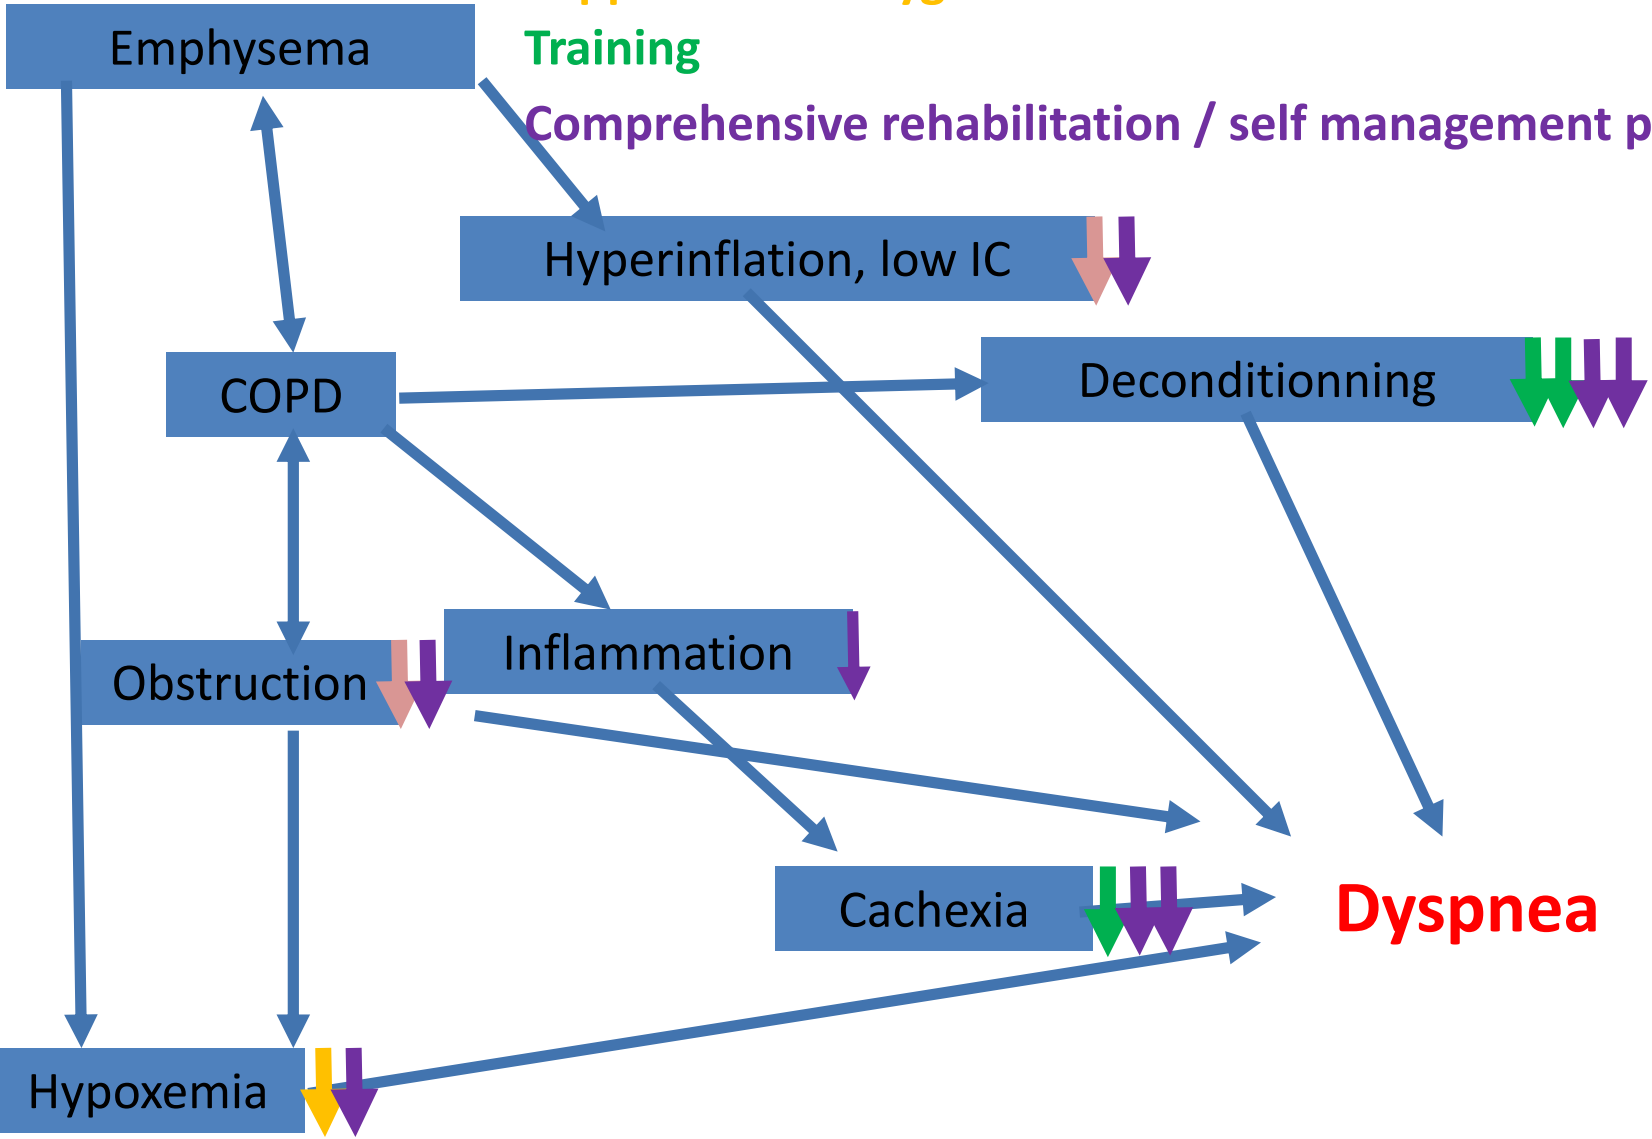 Emphysema
Training
Comprehensive rehabilitation / self management p
Hyperinflation, low IC
COPD
Deconditionning
Inflammation
Obstruction
Cachexia
Dyspnea
Hypoxemia